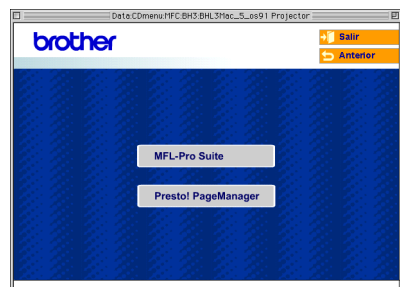 Data:CDmenu:MFC:BH3:BHL3Mac_5_os91 Projector
brother
Salir
Anterior
MFL-Pro Suite
Presto! PageManager